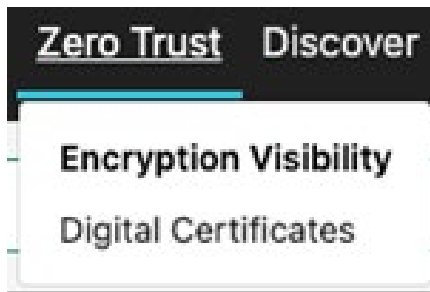 Zero Trust Discover
Encryption Visibility
Digital Certificates